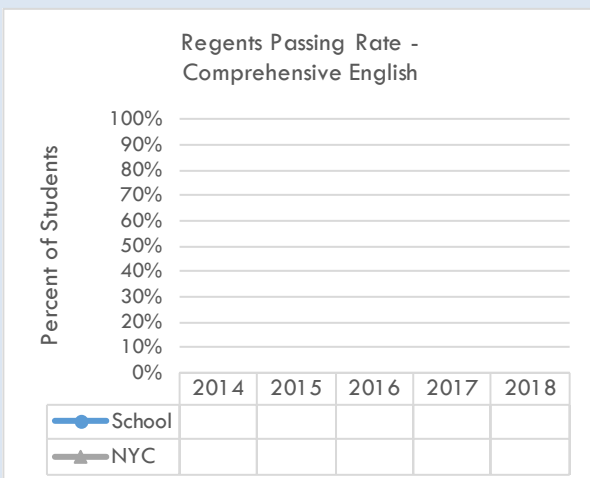 Regents Passing Rate -
Comprehensive English
Percent of Students
100%
90%
80%
70%
60%
50%
40%
30%
20%
10%
0%
2014 2015 2016 2017 2018
School
NYC